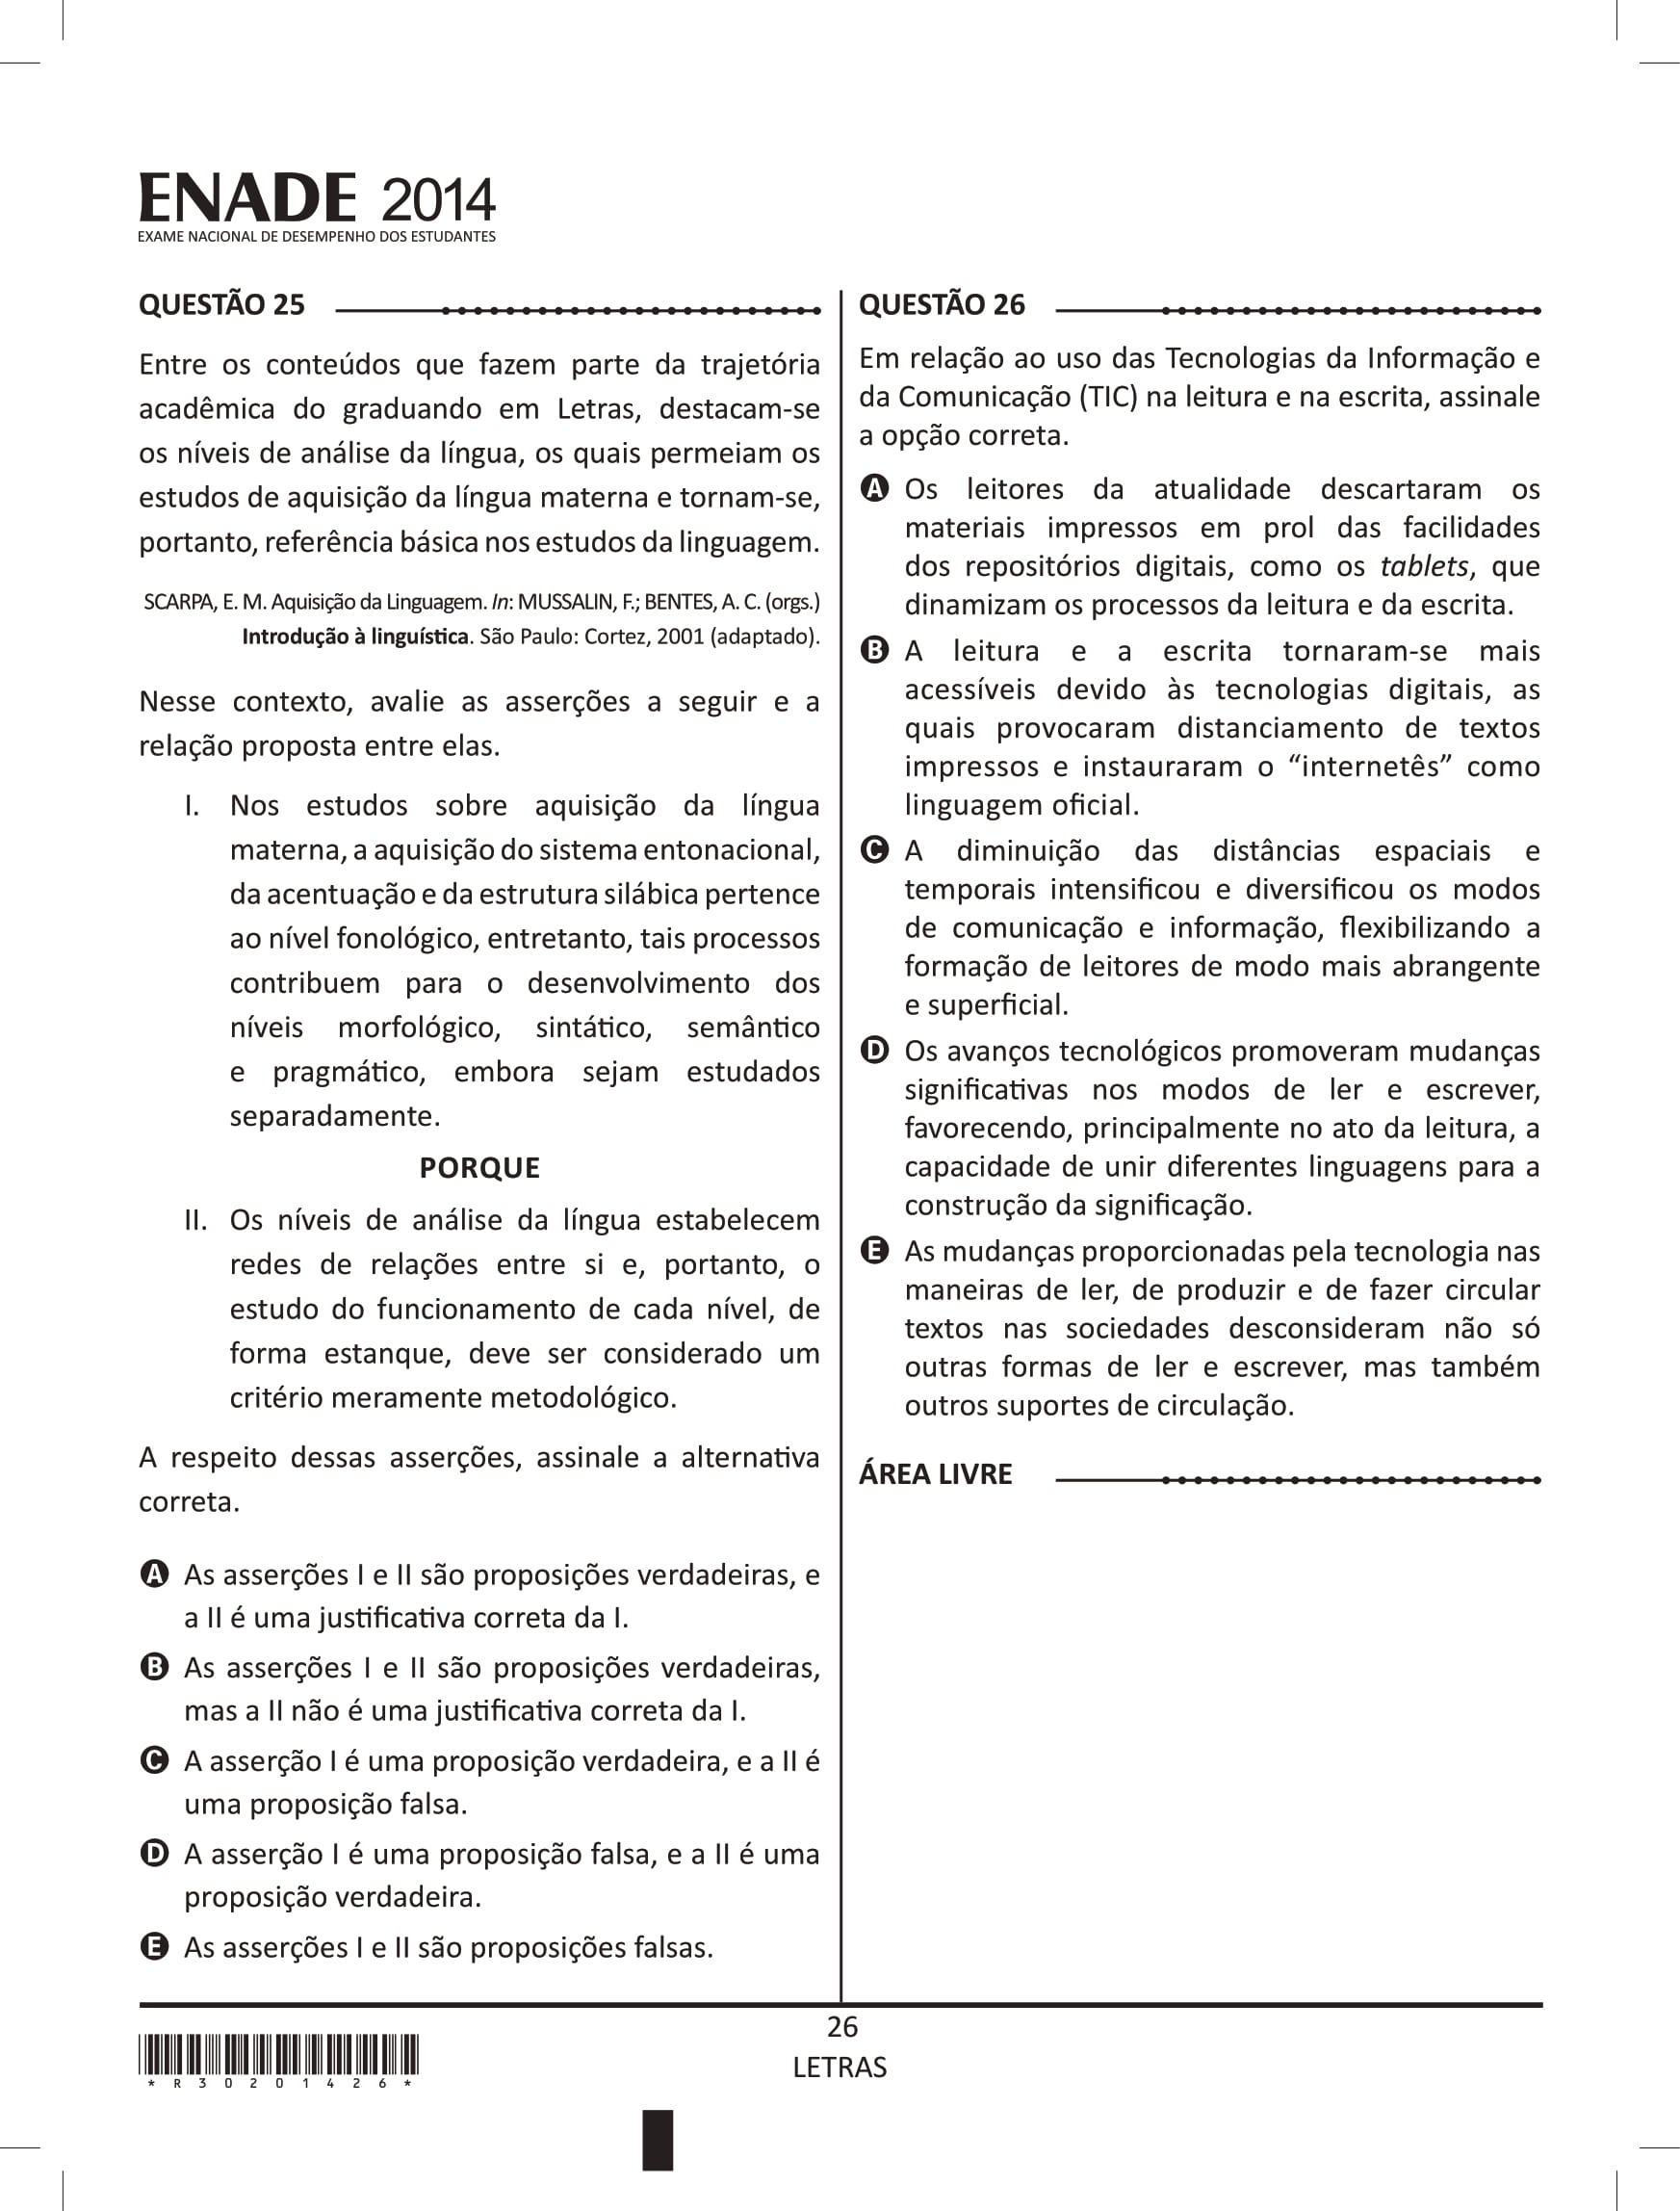 ENADE 2014
EXAME NACIONAL DE DESEMPENHO DOS ESTUDANTES
QUESTÃO 25
Entre os conteúdos que fazem parte da trajetória
acadêmica do graduando em Letras, destacam-se
os níveis de análise da língua, os quais permeiam os
estudos de aquisição da língua materna e tornam-se,
portanto, referência básica nos estudos da linguagem.
SCARPA, E. M. Aquisição da Linguagem. In: MUSSALIN, F.; BENTES, A. C. (orgs.)
Introdução à linguística. São Paulo: Cortez, 2001 (adaptado).
Nesse contexto, avalie as asserções a seguir e a
relação proposta entre elas.
I. Nos estudos sobre aquisição da língua
materna, a aquisição do sistema entonacional,
da acentuação e da estrutura silábica pertence
ao nível fonológico, entretanto, tais processos
contribuem para o desenvolvimento dos
níveis morfológico, sintático, semântico
e pragmático, embora sejam estudados
separadamente.
PORQUE
II. Os níveis de análise da língua estabelecem
redes de relações entre si e, portanto, o
estudo do funcionamento de cada nível, de
forma estanque, deve ser considerado um
critério meramente metodológico.
A respeito dessas asserções, assinale a alternativa
correta.
A As asserções I e II são proposições verdadeiras, e
a II é uma justificativa correta da I.
B As asserções I e II são proposições verdadeiras,
mas a II não é uma justificativa correta da I.
C A asserção I é uma proposição verdadeira, e a II é
uma proposição falsa.
D A asserção I é uma proposição falsa, e a II é uma
proposição verdadeira.
E As asserções I e II são proposições falsas.
QUESTÃO 26
Em relação ao uso das Tecnologias da Informação e
da Comunicação (TIC) na leitura e na escrita, assinale
a opção correta.
A Os leitores da atualidade descartaram os
materiais impressos em prol das facilidades
dos repositórios digitais, como os tablets, que
dinamizam os processos da leitura e da escrita.
B A leitura e a escrita tornaram-se mais
acessíveis devido às tecnologias digitais, as
quais provocaram distanciamento de textos
impressos e instauraram o “internetês” como
linguagem oficial.
C A diminuição das distâncias espaciais e
temporais intensificou e diversificou os modos
de comunicação e informação, flexibilizando a
formação de leitores de modo mais abrangente
e superficial.
D Os avanços tecnológicos promoveram mudanças
significativas nos modos de ler e escrever,
favorecendo, principalmente no ato da leitura, a
capacidade de unir diferentes linguagens para a
construção da significação.
E As mudanças proporcionadas pela tecnologia nas
maneiras de ler, de produzir e de fazer circular
textos nas sociedades desconsideram não só
outras formas de ler e escrever, mas também
outros suportes de circulação.
ÁREA LIVRE
26
LETRAS
* R 3 0 2 0 1 4 2 6 *